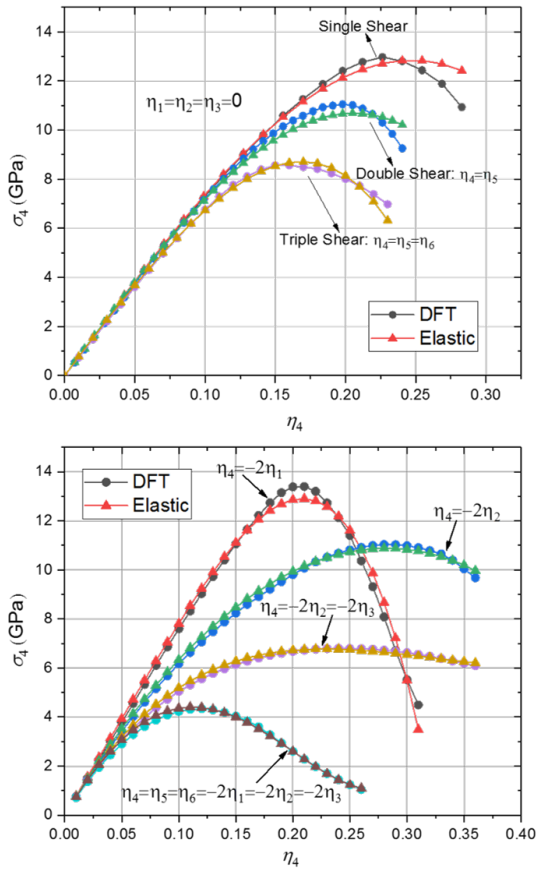 14
12
10
8
6
4
2
0
σ₄ (GPa)
Single Shear
η₁=η₂=η₃=0
Double Shear: η₄=η₅
Triple Shear: η₄=η₅=η₆
DFT
Elastic
0.00 0.05 0.10 0.15 0.20 0.25 0.30
η₄
14
12
10
8
6
4
2
0
σ₄ (GPa)
DFT
Elastic
η₄=−2η₁
η₄=−2η₂
η₄=−2η₂=−2η₃
η₄=η₅=η₆=−2η₁=−2η₂=−2η₃
0.00 0.05 0.10 0.15 0.20 0.25 0.30 0.35 0.40
η₄